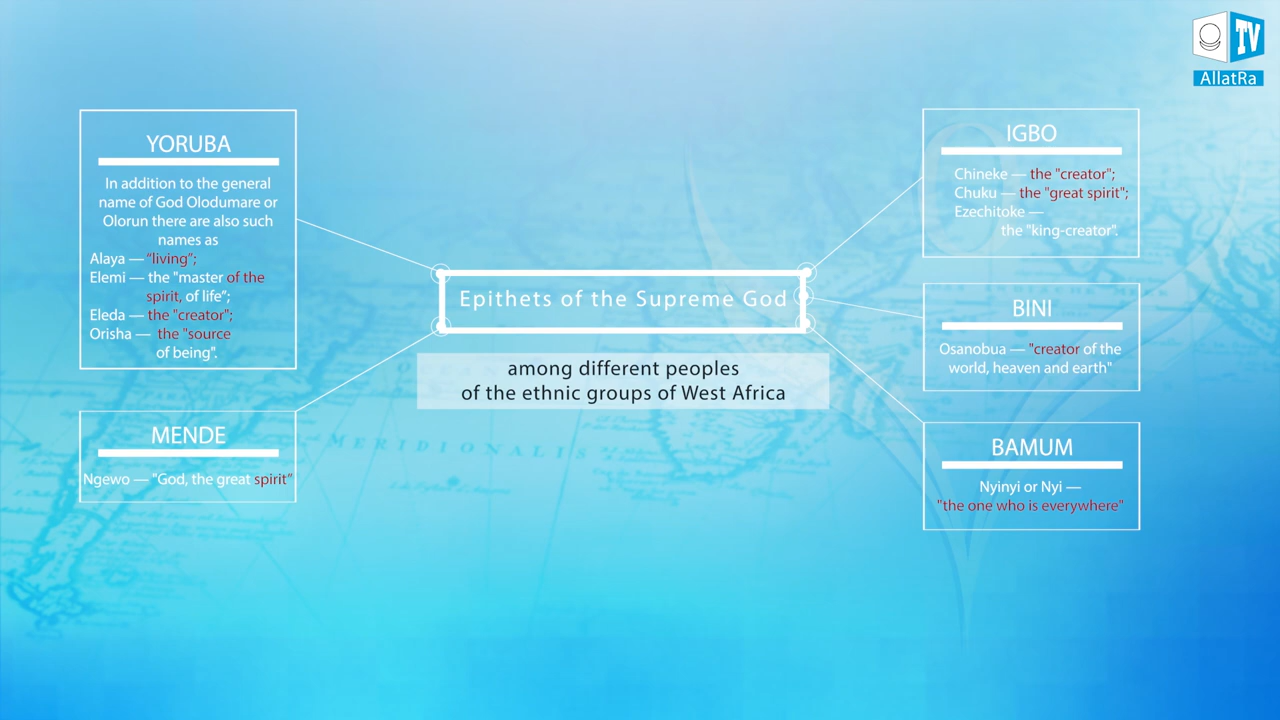 TV
AllatRa
YORUBA
In addition to the general
name of God Olodumare or
Olorun there are also such
names as
Alaya — "living";
Elemi — the "master of the
spirit, of life";
Eleda — the "creator";
Orisha — the "source
of being".
MENDE
Ngewo — "God, the great spirit"
Epithets of the Supreme God
among different peoples
of the ethnic groups of West Africa
IGBO
Chineke — the "creator";
Chuku — the "great spirit";
Ezechitoke —
the "king-creator".
BINI
Osanobua — "creator of the
world, heaven and earth"
BAMUM
Nyinyi or Nyi —
"the one who is everywhere"
MERIDIONALIS